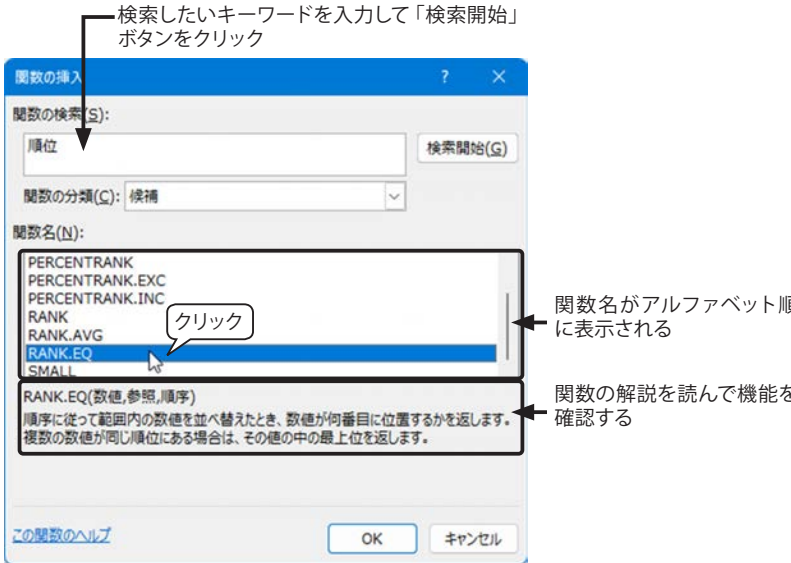 検索したいキーワードを入力して「検索開始」
ボタンをクリック
関数の挿入 ? ×
関数の検索(S):
順位
検索開始(G)
関数の分類(C): 候補
関数名(N):
PERCENTRANK
PERCENTRANK.EXC
PERCENTRANK.INC
RANK
RANK.AVG
RANK.EQ
SMALL
クリック
関数名がアルファベット順
に表示される
RANK.EQ(数値,参照,順序)
順序に従って範囲内の数値を並べ替えたとき、数値が何番目に位置するかを返します。
複数の数値が同じ順位にある場合は、その値の中の最上位を返します。
関数の解説を読んで機能を
確認する
この関数のヘルプ
OK
キャンセル